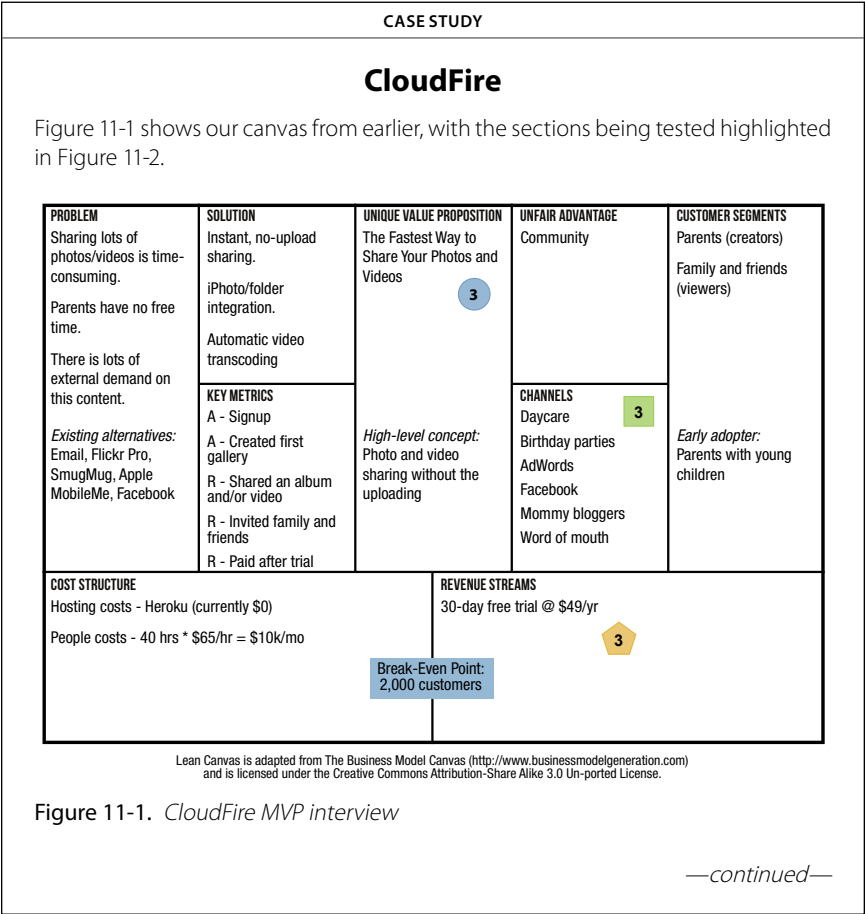 CASE STUDY
CloudFire
Figure 11-1 shows our canvas from earlier, with the sections being tested highlighted
in Figure 11-2.
PROBLEM
Sharing lots of
photos/videos is time-
consuming.
Parents have no free
time.
There is lots of
external demand on
this content.
Existing alternatives:
Email, Flickr Pro,
SmugMug, Apple
MobileMe, Facebook
SOLUTION
Instant, no-upload
sharing.
iPhoto/folder
integration.
Automatic video
transcoding
KEY METRICS
A - Signup
A - Created first
gallery
R - Shared an album
and/or video
R - Invited family and
friends
R - Paid after trial
UNIQUE VALUE PROPOSITION
The Fastest Way to
Share Your Photos and
Videos
3
High-level concept:
Photo and video
sharing without the
uploading
UNFAIR ADVANTAGE
Community
CHANNELS
3
Daycare
Birthday parties
AdWords
Facebook
Mommy bloggers
Word of mouth
CUSTOMER SEGMENTS
Parents (creators)
Family and friends
(viewers)
Early adopter:
Parents with young
children
COST STRUCTURE
Hosting costs - Heroku (currently $0)
People costs - 40 hrs * $65/hr = $10k/mo
Break-Even Point:
2,000 customers
REVENUE STREAMS
30-day free trial @ $49/yr
3
Lean Canvas is adapted from The Business Model Canvas (http://www.businessmodelgeneration.com)
and is licensed under the Creative Commons Attribution-Share Alike 3.0 Un-ported License.
Figure 11-1. CloudFire MVP interview
—continued—